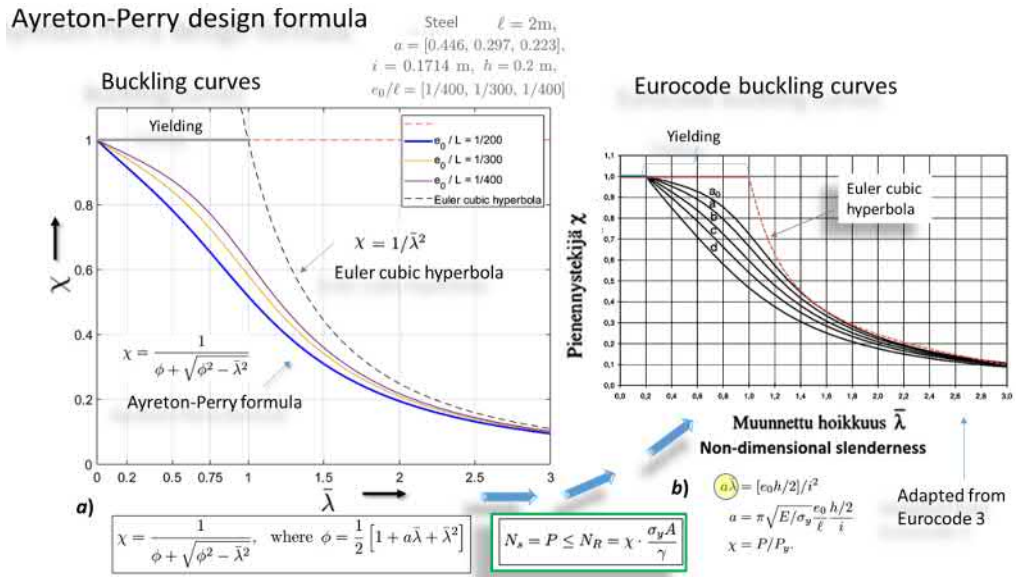 Ayreton-Perry design formula
Steel ℓ = 2m,
a = [0.446, 0.297, 0.223],
i = 0.1714 m, h = 0.2 m,
e₀/ℓ = [1/400, 1/300, 1/400]
Buckling curves
Yielding
e₀ / L = 1/200
e₀ / L = 1/300
e₀ / L = 1/400
Euler cubic hyperbola
χ = 1/λ̄²
Euler cubic hyperbola
χ = 1 / (ϕ + √(ϕ² − λ̄²))
Ayreton-Perry formula
χ
1
0.8
0.6
0.4
0.2
0
0 0.25 0.5 0.75 1 1.5 2 2.5 3
λ̄
a)
χ = 1 / (ϕ + √(ϕ² − λ̄²)), where ϕ = 1/2 [1 + aλ̄ + λ̄²]
Nₛ = P ≤ N_R = χ · σ_y A / γ
Eurocode buckling curves
Yielding
Euler cubic
hyperbola
a₀
a
b
c
d
Pienennystekijä χ
1,1
1,0
0,9
0,8
0,7
0,6
0,5
0,4
0,3
0,2
0,1
0,0
0,0 0,2 0,4 0,6 0,8 1,0 1,2 1,4 1,6 1,8 2,0 2,2 2,4 2,6 2,8 3,0
Muunnettu hoikkuus λ̄
Non-dimensional slenderness
b)
aλ̄ = [e₀h/2]/i²
a = π√(E/σ_y) e₀/ℓ (h/2)/i
χ = P/P_y.
Adapted from
Eurocode 3